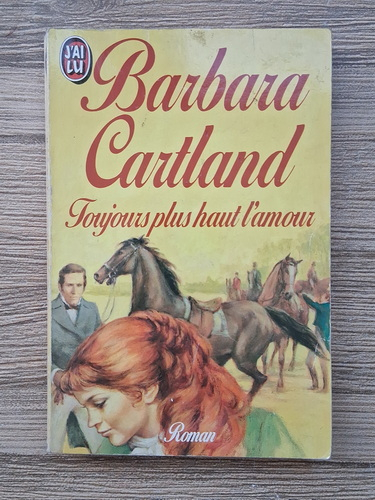 J'AI
LU
Barbara
Cartland
Toujours plus haut l'amour
Roman